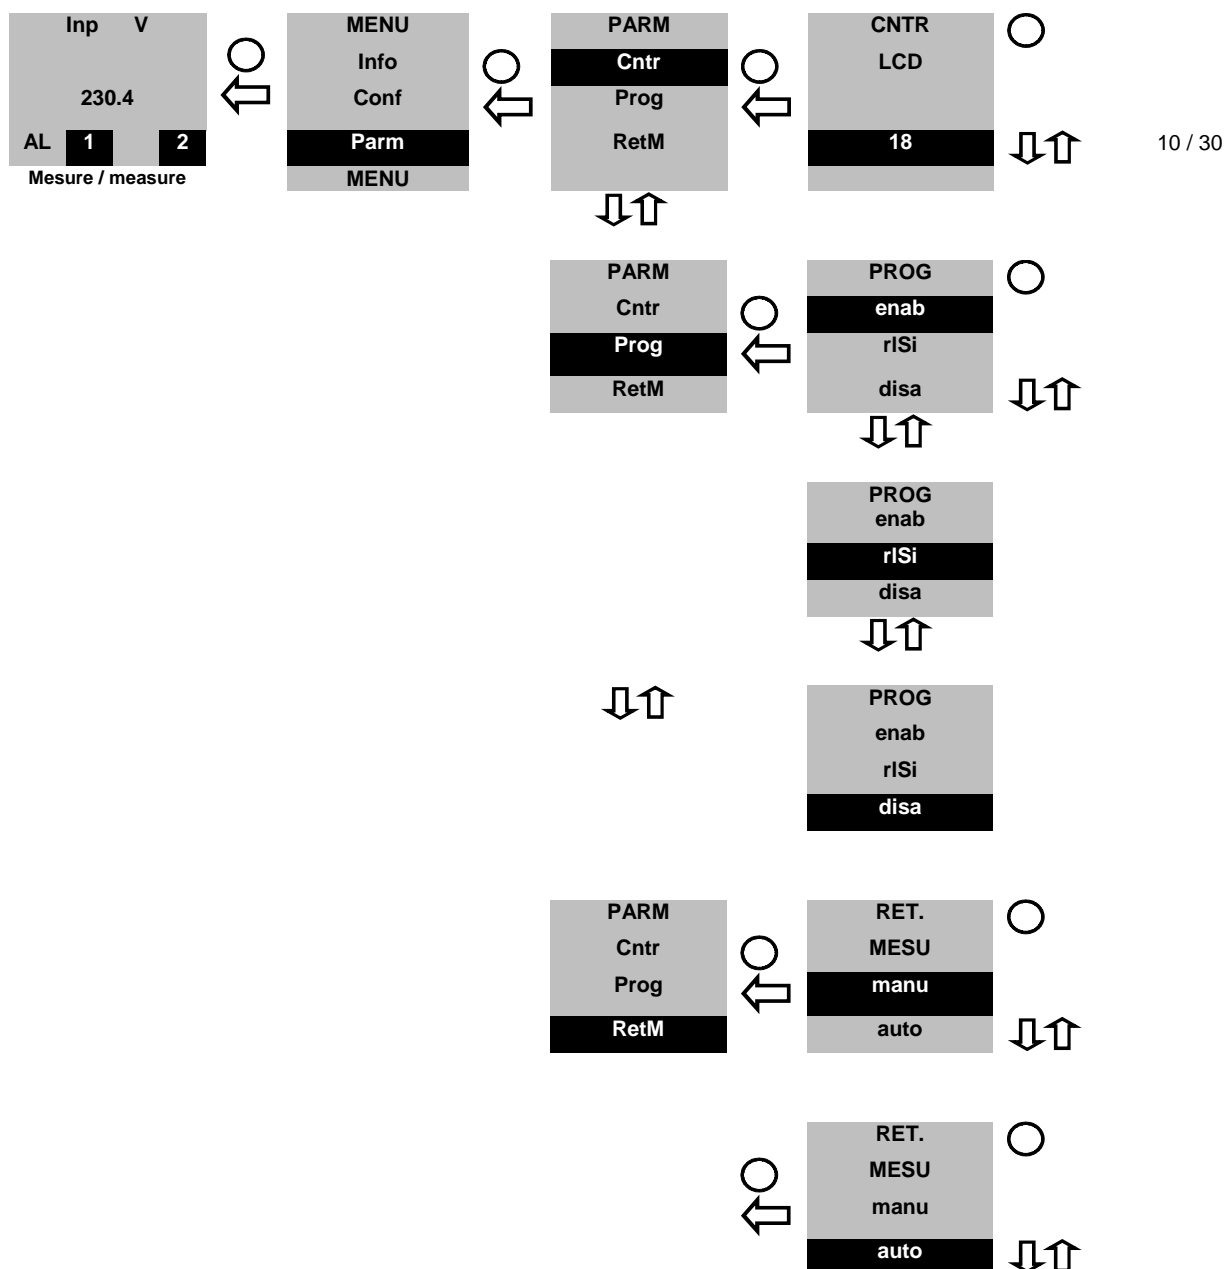 Inp V
230.4
AL 1 2
Mesure / measure
MENU
Info
Conf
Parm
MENU
PARM
Cntr
Prog
RetM
CNTR
LCD
18
10 / 30
PARM
Cntr
Prog
RetM
PROG
enab
rISi
disa
PROG
enab
rISi
disa
PROG
enab
rISi
disa
PARM
Cntr
Prog
RetM
RET.
MESU
manu
auto
RET.
MESU
manu
auto